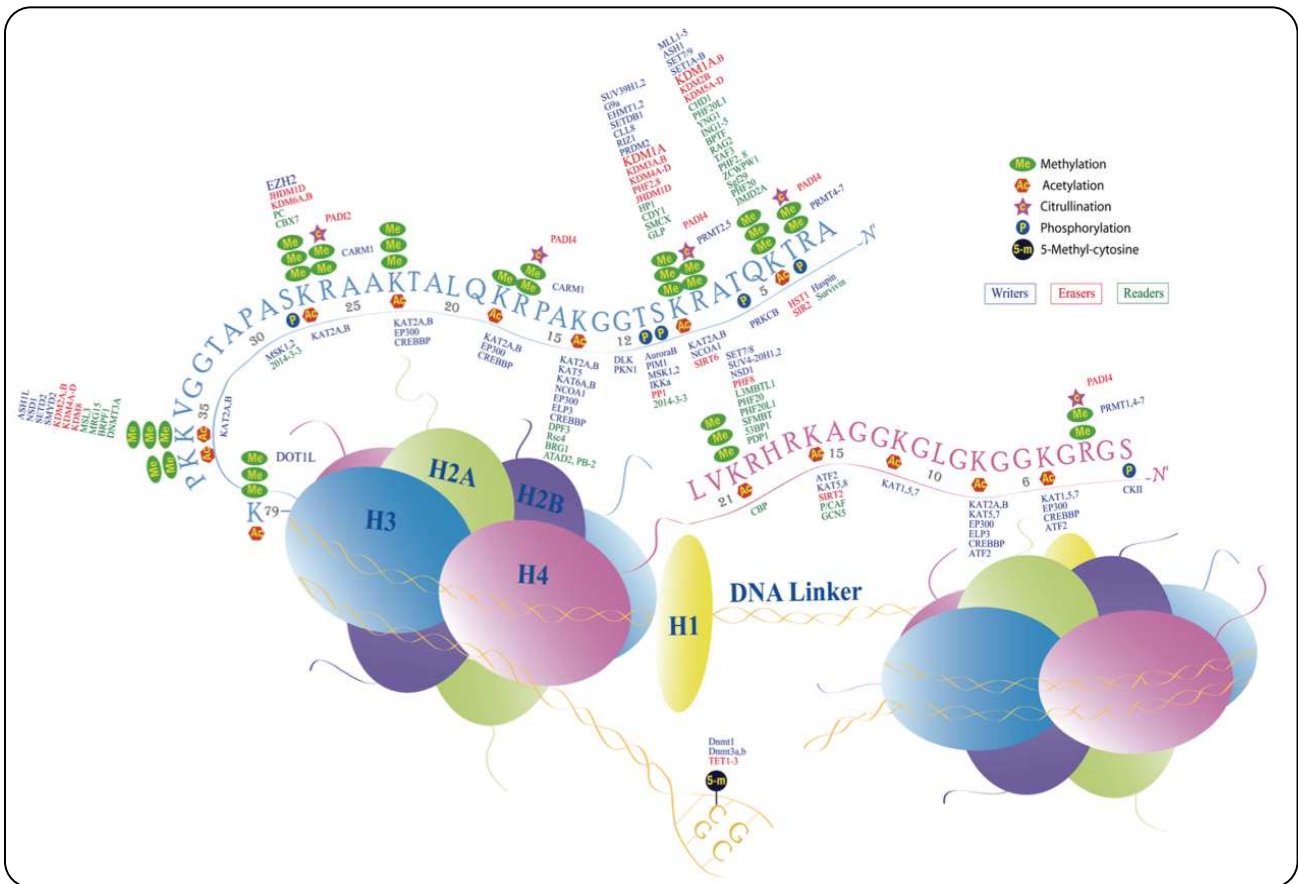 MLL1-5
ASH1
SET7/9
SET1A-B
KDM1A,B
KDM2B
KDM5A-D
CHD1
PHF20L1
YNG1
ING1-5
BPTF
RAG2
TAF3
PHF2, 8
ZCWPW1
Sgf29
PHF20
JMJD2A
PADI4
PRMT4-7
SUV39H1,2
G9a
EHMT1,2
SETDB1
CLL8
RIZ1
PRDM2
KDM1A
KDM3A,B
KDM4A-D
PHF2,8
JHDM1D
HP1
CDY1
SMCX
GLP
PADI4
PRMT2,5
Me Methylation
Ac Acetylation
C Citrullination
P Phosphorylation
5-m 5-Methyl-cytosine
Writers Erasers Readers
EZH2
JHDM1D
KDM6A,B
PC
CBX7
PADI2
CARM1
PADI4
CARM1
PKKVGGTAPASKRAAKTALQKRPAKGGTSKRATQKTRA -N'
35 30 25 20 15 12 5
ASH1L
NSD1
SETD2
SMYD2
KDM2A,B
KDM4A-D
KDM8
MSL3
MRG15
BRPF1
DNMT3A
KAT2A,B
MSK1,2
2014-3-3
KAT2A,B
KAT2A,B
EP300
CREBBP
KAT2A,B
EP300
CREBBP
KAT2A,B
KAT5
KAT6A,B
NCOA1
EP300
ELP3
CREBBP
DPF3
Rsc4
BRG1
ATAD2, PB-2
DLK
PKN1
AuroraB
PIM1
MSK1,2
IKKa
PP1
2014-3-3
KAT2A,B
NCOA1
SIRT6
PRKCB
HST1
SIR2
Haspin
Survivin
DOT1L
K 79
SET7/8
SUV4-20H1,2
NSD1
PHF8
L3MBTL1
PHF20
PHF20L1
SFMBT
53BP1
PDP1
PADI4
PRMT1,4-7
LVKRHRKAGGKGLGKGGKGRGS -N'
21 15 10 6
CBP
ATF2
KAT5,8
SIRT2
P/CAF
GCN5
KAT1,5,7
KAT2A,B
KAT5,7
EP300
ELP3
CREBBP
ATF2
KAT1,5,7
EP300
CREBBP
ATF2
CKII
H2A
H2B
H3
H4
H1
DNA Linker
Dnmt1
Dnmt3a,b
TET1-3
5-m
C G
G C